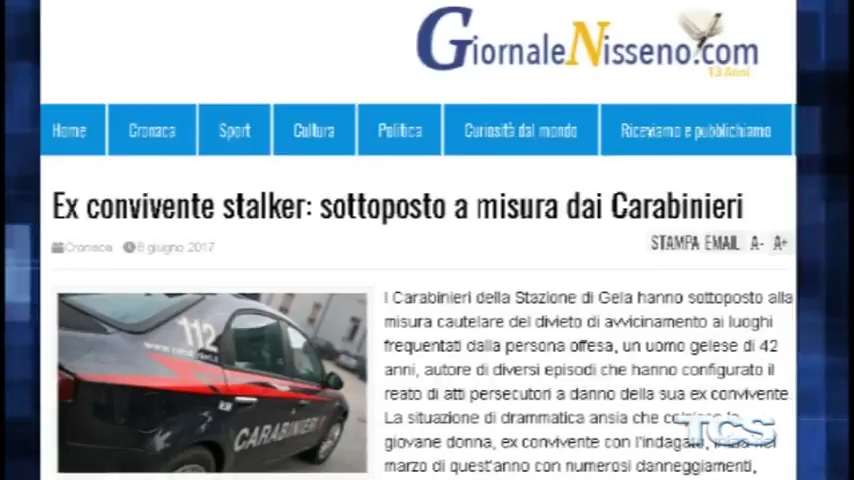 GiornaleNisseno.com
13 Anni
Home Cronaca Sport Cultura Politica Curiosità dal mondo Riceviamo e pubblichiamo
Ex convivente stalker: sottoposto a misura dai Carabinieri
Cronaca 6 giugno 2017
STAMPA EMAIL A- A+
112
CARABINIERI
I Carabinieri della Stazione di Gela hanno sottoposto alla
misura cautelare del divieto di avvicinamento ai luoghi
frequentati dalla persona offesa, un uomo gelese di 42
anni, autore di diversi episodi che hanno configurato il
reato di atti persecutori a danno della sua ex convivente.
La situazione di drammatica ansia che
giovane donna, ex convivente con l'indagato,
marzo di quest'anno con numerosi danneggiamenti,
TCS